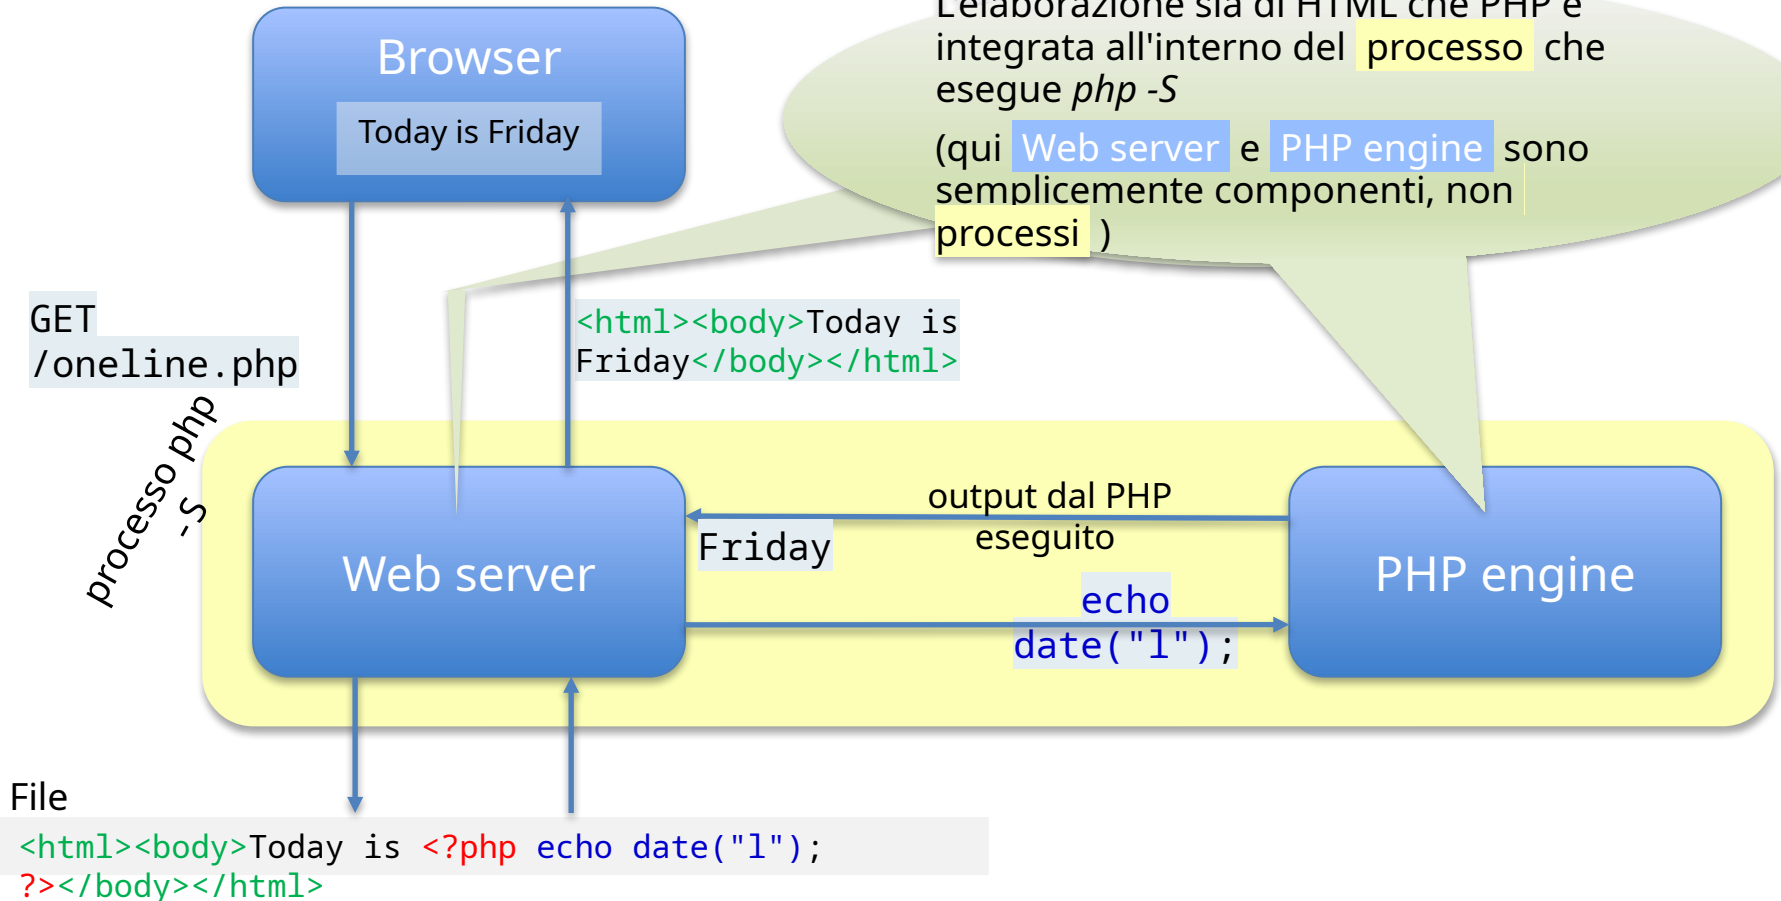 Browser
Today is Friday
L'elaborazione sia di HTML che PHP è
integrata all'interno del processo che
esegue php -S
(qui Web server e PHP engine sono
semplicemente componenti, non
processi )
GET
/oneline.php
<html><body>Today is
Friday</body></html>
processo php
-S
Web server
output dal PHP
eseguito
Friday
echo
date("l");
PHP engine
File
<html><body>Today is <?php echo date("l");
?></body></html>